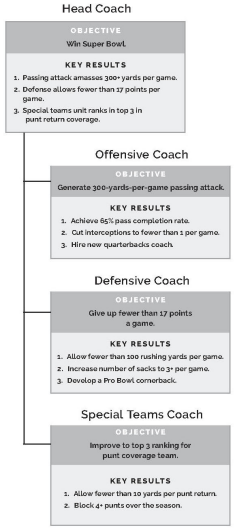 Head Coach
OBJECTIVE
Win Super Bowl.
KEY RESULTS
1. Passing attack amasses 300+ yards per game.
2. Defense allows fewer than 17 points per
game.
3. Special teams unit ranks in top 3 in
punt return coverage.
Offensive Coach
OBJECTIVE
Generate 300-yards-per-game passing attack.
KEY RESULTS
1. Achieve 65% pass completion rate.
2. Cut interceptions to fewer than 1 per game.
3. Hire new quarterbacks coach.
Defensive Coach
OBJECTIVE
Give up fewer than 17 points
a game.
KEY RESULTS
1. Allow fewer than 100 rushing yards per game.
2. Increase number of sacks to 3+ per game.
3. Develop a Pro Bowl cornerback.
Special Teams Coach
OBJECTIVE
Improve to top 3 ranking for
punt coverage team.
KEY RESULTS
1. Allow fewer than 10 yards per punt return.
2. Block 4+ punts over the season.